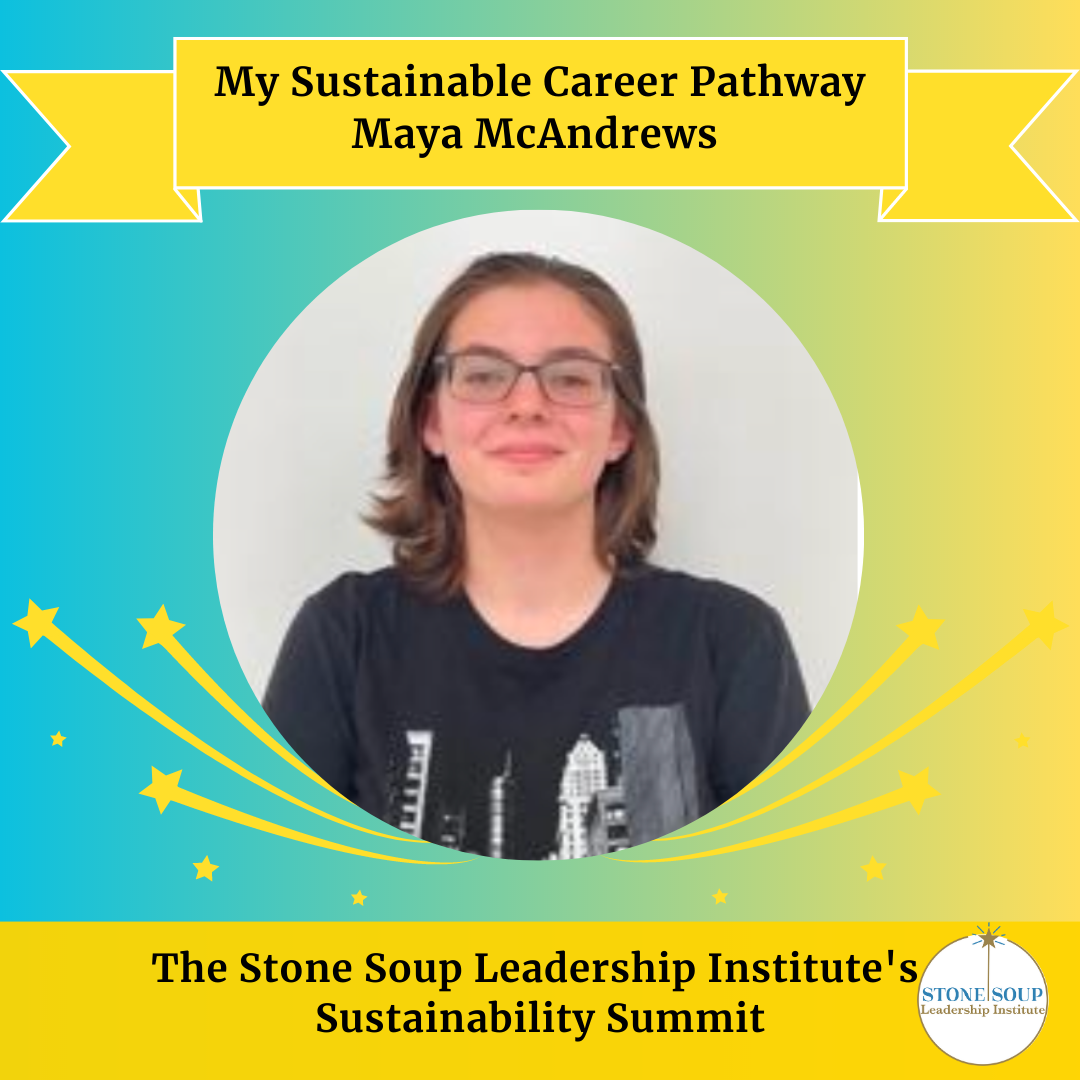 My Sustainable Career Pathway
Maya McAndrews
The Stone Soup Leadership Institute's
Sustainability Summit
STONE SOUP
Leadership Institute